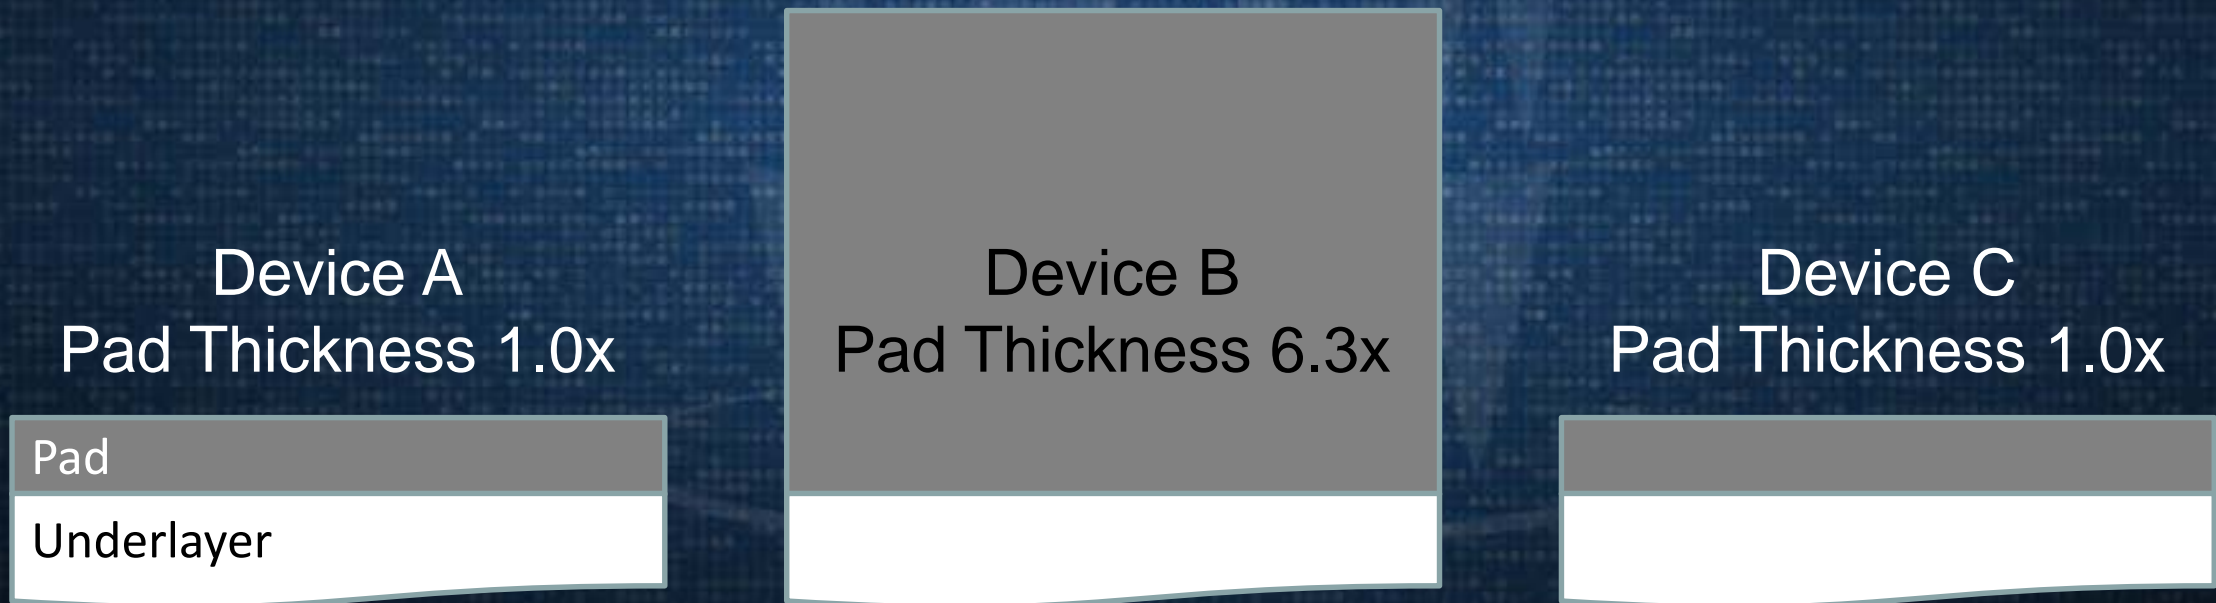 Device A
Pad Thickness 1.0x
Pad
Underlayer
Device B
Pad Thickness 6.3x
Device C
Pad Thickness 1.0x